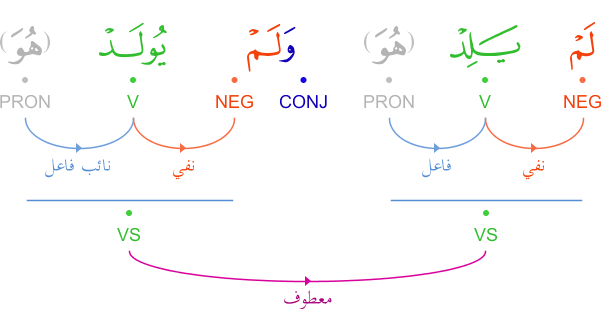 لَمْ يَلِدْ (هُوَ) وَلَمْ يُولَدْ (هُوَ)
NEG V PRON CONJ NEG V PRON
نفي فاعل نفي نائب فاعل
VS VS
معطوف